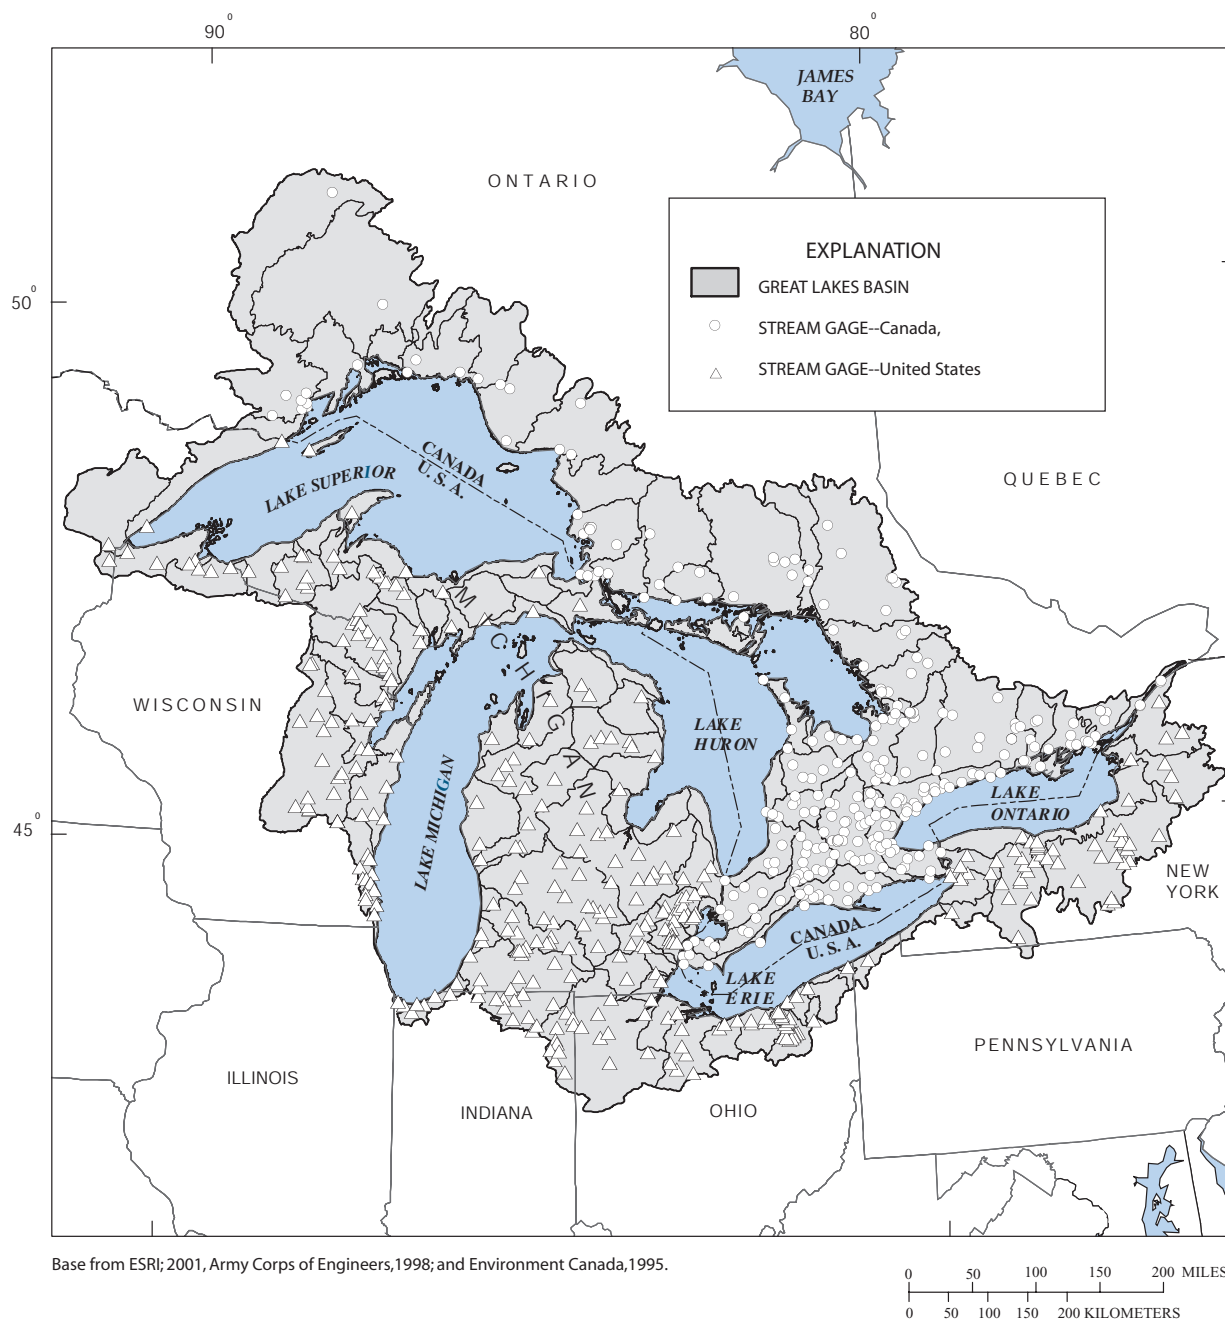 90°
80°
JAMES
BAY
ONTARIO
EXPLANATION
GREAT LAKES BASIN
STREAM GAGE--Canada,
STREAM GAGE--United States
50°
CANADA
U. S. A.
LAKE SUPERIOR
QUEBEC
MICHIGAN
WISCONSIN
LAKE
HURON
LAKE MICHIGAN
LAKE
ONTARIO
45°
NEW
YORK
CANADA
U. S. A.
LAKE
ERIE
PENNSYLVANIA
ILLINOIS
INDIANA
OHIO
Base from ESRI; 2001, Army Corps of Engineers,1998; and Environment Canada,1995.
0 50 100 150 200 MILES
0 50 100 150 200 KILOMETERS